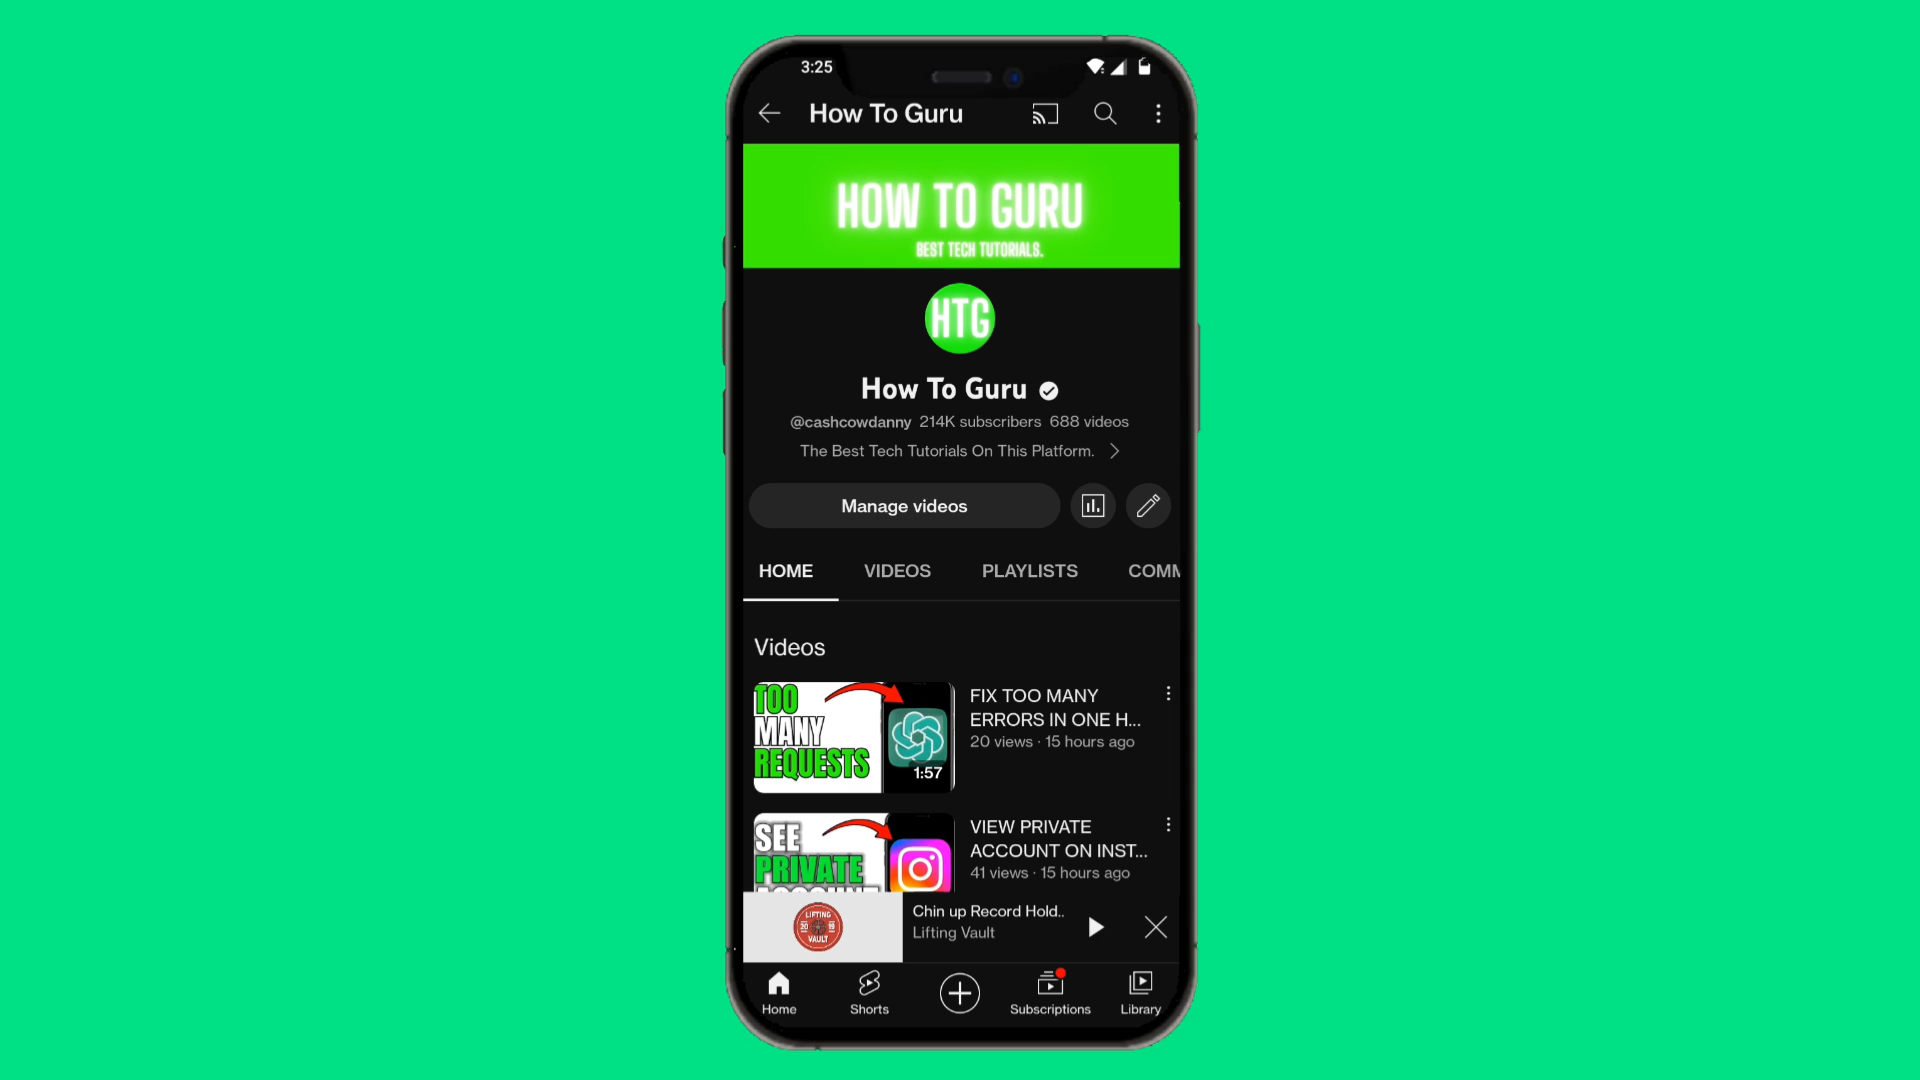 3:25
How To Guru
HOW TO GURU
BEST TECH TUTORIALS.
HTG
How To Guru
@cashcowdanny 214K subscribers 688 videos
The Best Tech Tutorials On This Platform.
Manage videos
HOME VIDEOS PLAYLISTS COMM
Videos
TOO
MANY
REQUESTS
1:57
FIX TOO MANY
ERRORS IN ONE H...
20 views · 15 hours ago
SEE
PRIVATE
ACCOUNT
VIEW PRIVATE
ACCOUNT ON INST...
41 views · 15 hours ago
LIFTING
20 19
VAULT
Chin up Record Hold..
Lifting Vault
Home Shorts Subscriptions Library